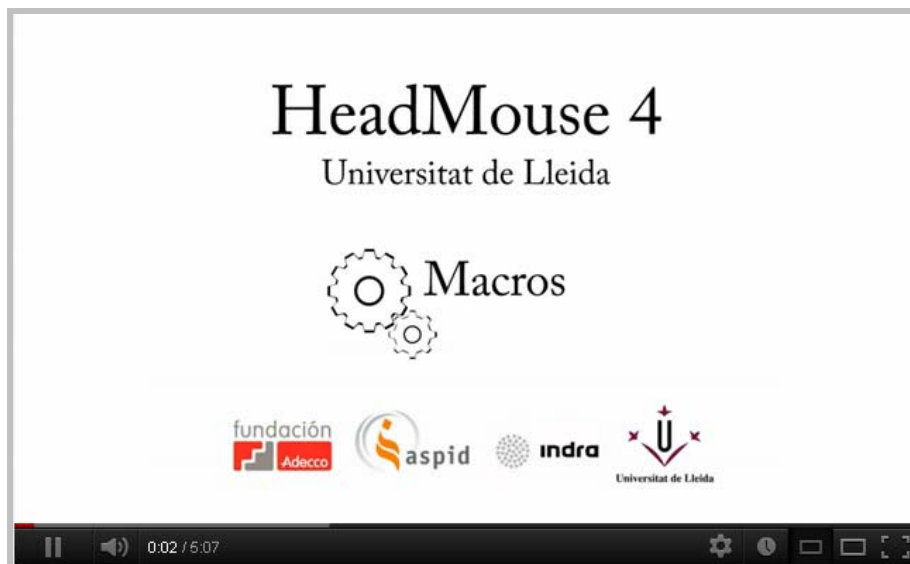 HeadMouse 4
Universitat de Lleida
Macros
fundación
Adecco
aspid
indra
Universitat de Lleida
0:02 / 5:07